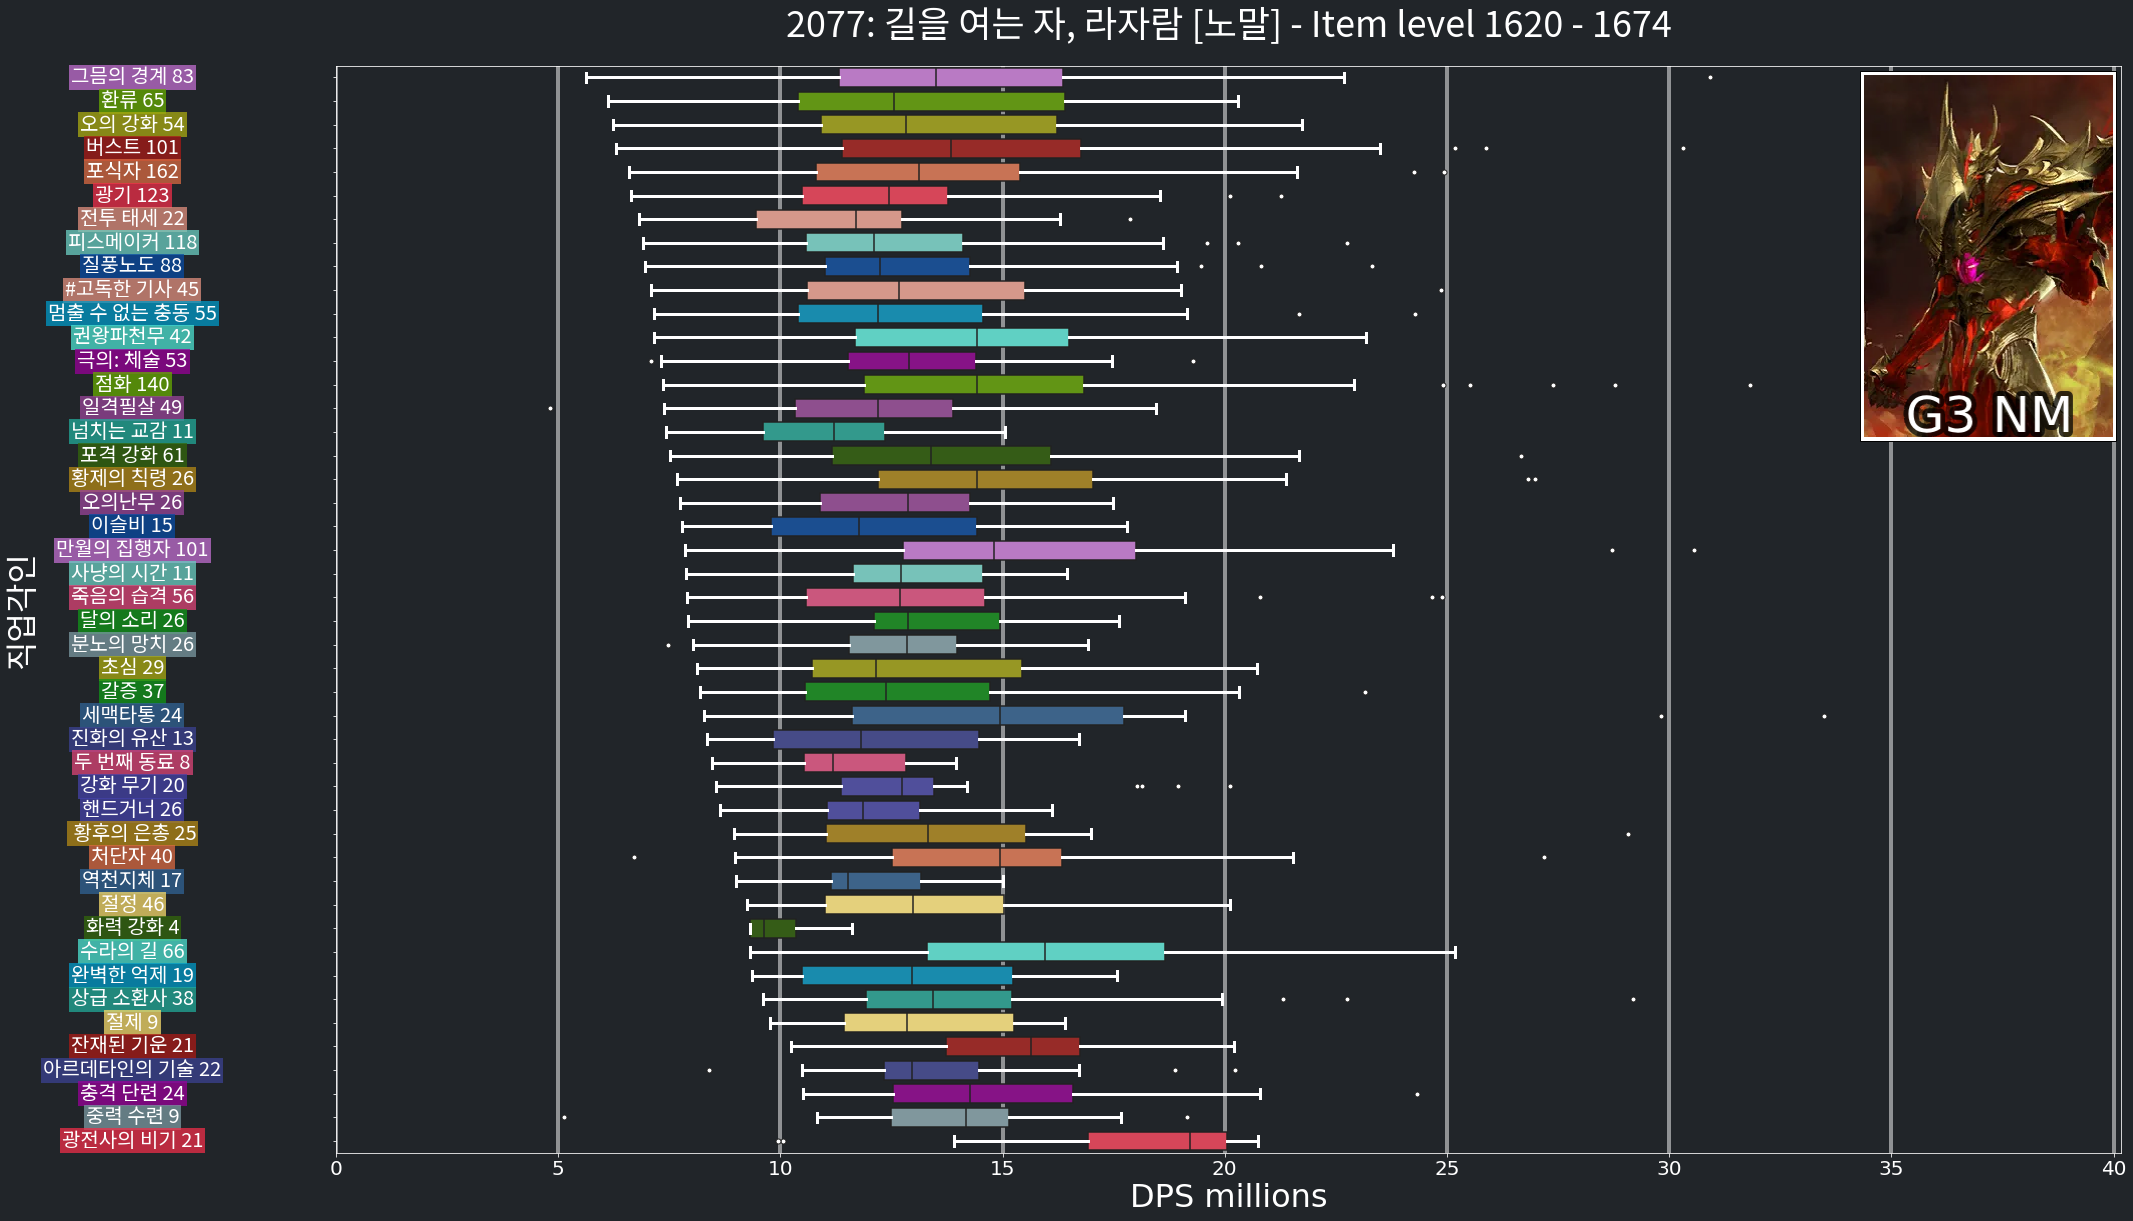 2077: 길을 여는 자, 라자람 [노말] - Item level 1620 - 1674
그믐의 경계 83
환류 65
오의 강화 54
버스트 101
포식자 162
광기 123
전투 태세 22
피스메이커 118
질풍노도 88
#고독한 기사 45
멈출 수 없는 충동 55
권왕파천무 42
극의: 체술 53
점화 140
일격필살 49
넘치는 교감 11
포격 강화 61
황제의 칙령 26
오의난무 26
이슬비 15
만월의 집행자 101
사냥의 시간 11
죽음의 습격 56
달의 소리 26
분노의 망치 26
초심 29
갈증 37
세맥타통 24
진화의 유산 13
두 번째 동료 8
강화 무기 20
핸드거너 26
황후의 은총 25
처단자 40
역천지체 17
절정 46
화력 강화 4
수라의 길 66
완벽한 억제 19
상급 소환사 38
절제 9
잔재된 기운 21
아르데타인의 기술 22
충격 단련 24
중력 수련 9
광전사의 비기 21
직업각인
G3 NM
0 5 10 15 20 25 30 35 40
DPS millions